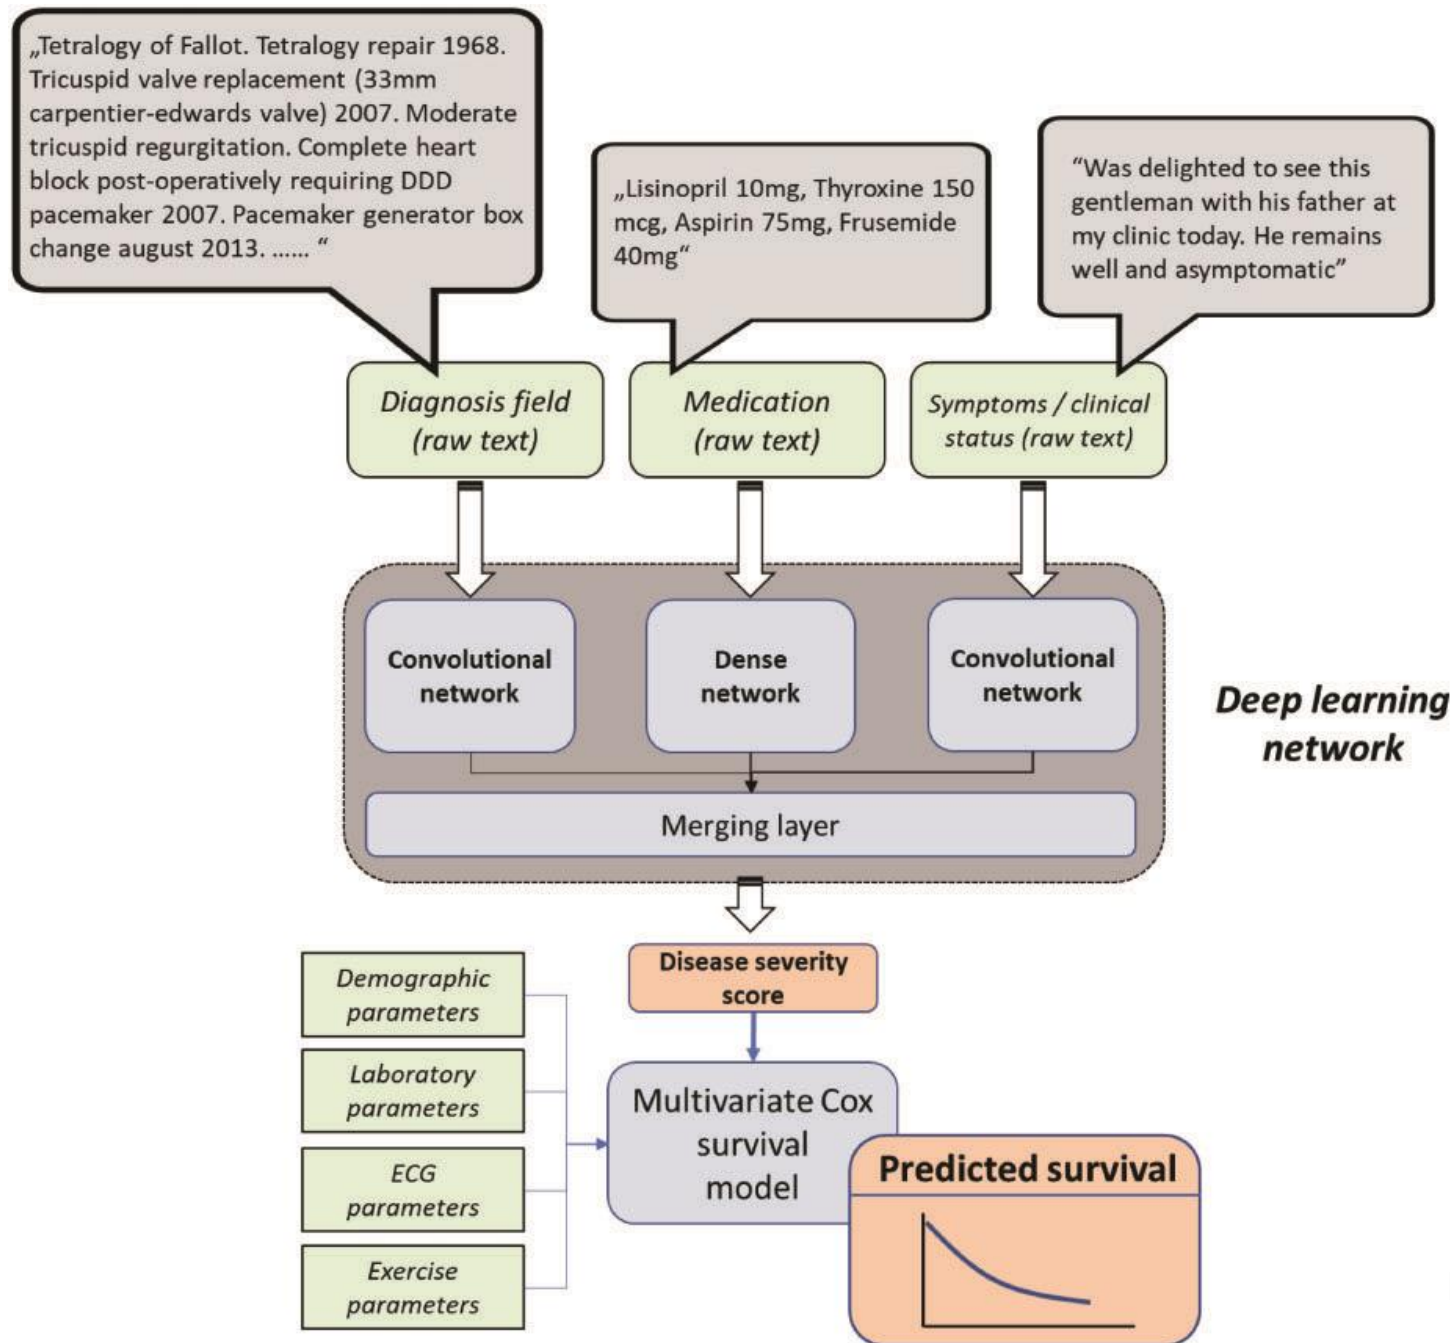 „Tetralogy of Fallot. Tetralogy repair 1968.
Tricuspid valve replacement (33mm
carpentier-edwards valve) 2007. Moderate
tricuspid regurgitation. Complete heart
block post-operatively requiring DDD
pacemaker 2007. Pacemaker generator box
change august 2013. ...... “
„Lisinopril 10mg, Thyroxine 150
mcg, Aspirin 75mg, Frusemide
40mg“
“Was delighted to see this
gentleman with his father at
my clinic today. He remains
well and asymptomatic”
Diagnosis field
(raw text)
Medication
(raw text)
Symptoms / clinical
status (raw text)
Convolutional
network
Dense
network
Convolutional
network
Deep learning
network
Merging layer
Disease severity
score
Demographic
parameters
Laboratory
parameters
ECG
parameters
Exercise
parameters
Multivariate Cox
survival
model
Predicted survival